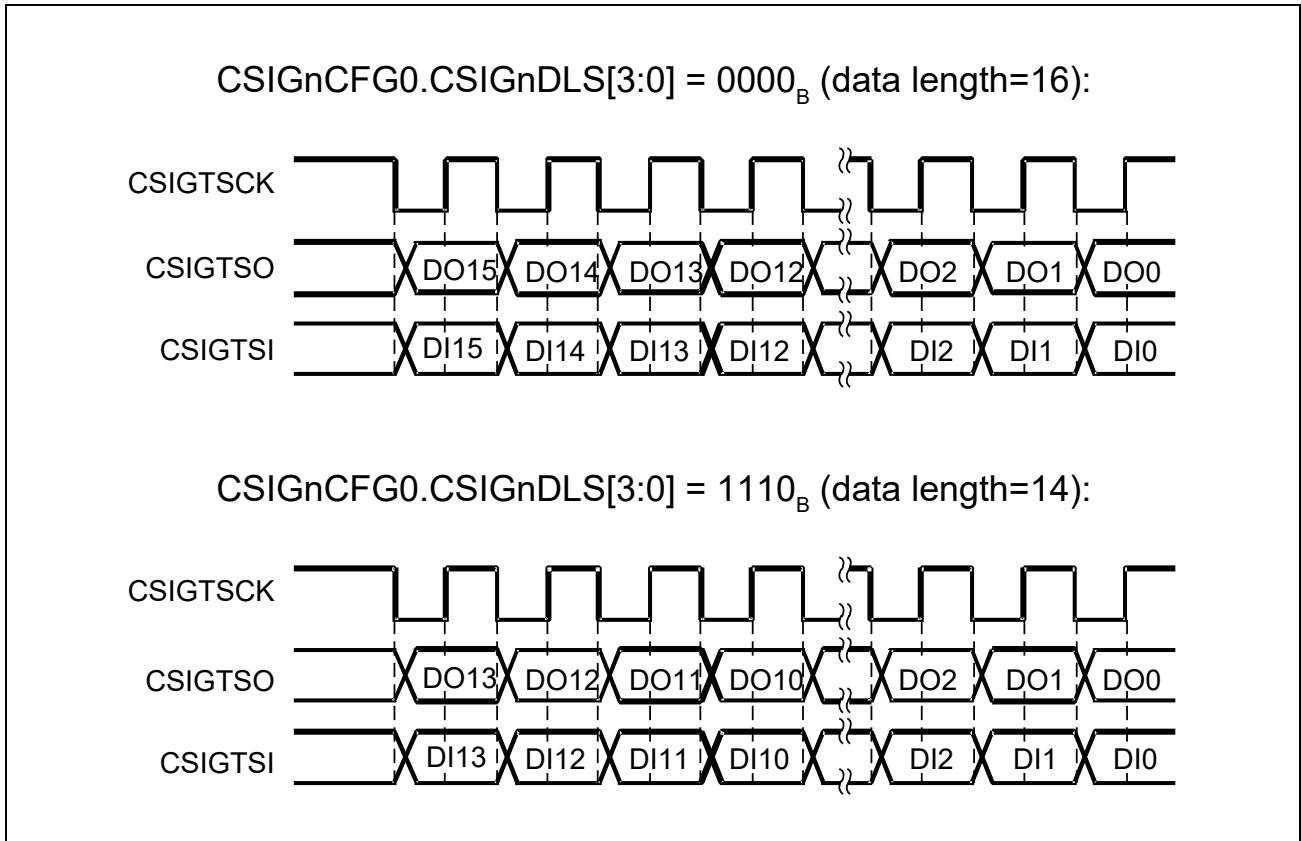 CSIGnCFG0.CSIGnDLS[3:0] = 0000B (data length=16):
CSIGTSCK
CSIGTSO DO15 DO14 DO13 DO12 DO2 DO1 DO0
CSIGTSI DI15 DI14 DI13 DI12 DI2 DI1 DI0
CSIGnCFG0.CSIGnDLS[3:0] = 1110B (data length=14):
CSIGTSCK
CSIGTSO DO13 DO12 DO11 DO10 DO2 DO1 DO0
CSIGTSI DI13 DI12 DI11 DI10 DI2 DI1 DI0